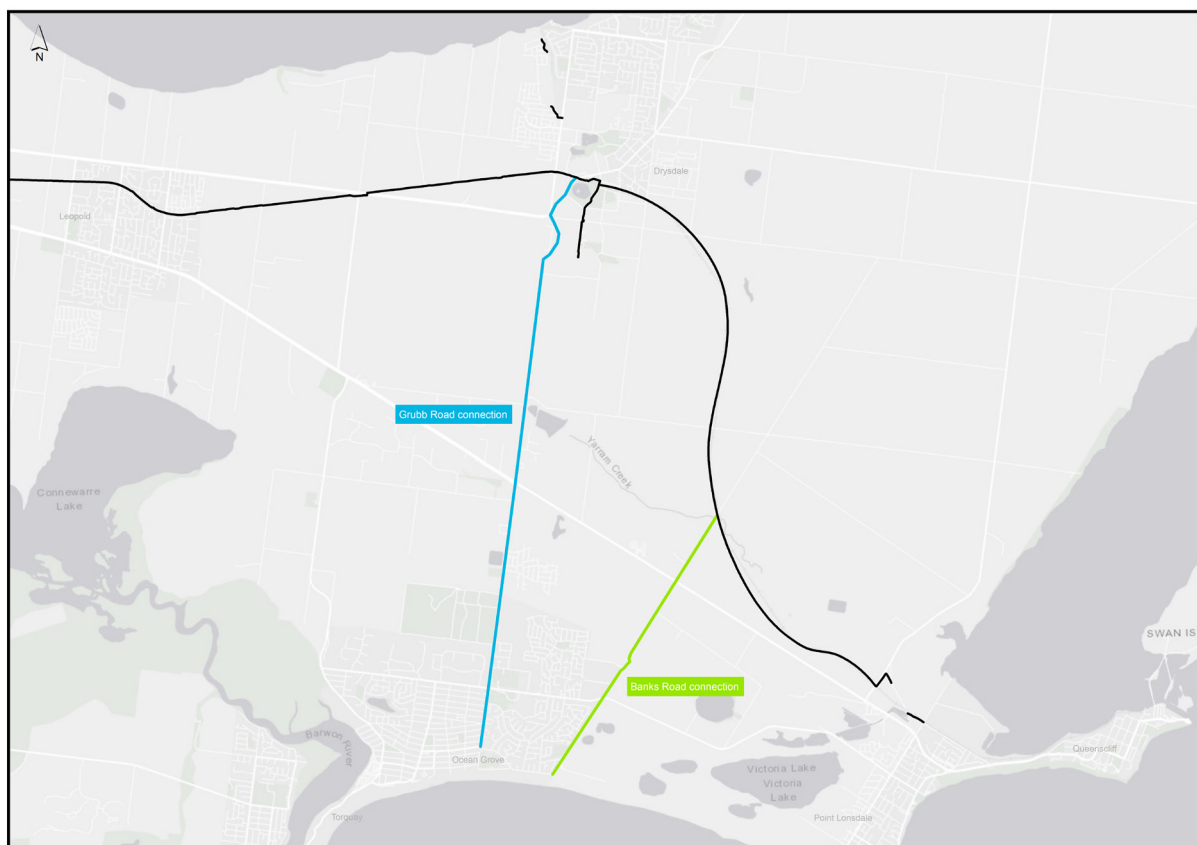 N
Drysdale
Leopold
Grubb Road connection
Yarram Creek
Connewarre
Lake
SWAN IS
Banks Road connection
Barwon River
Ocean Grove
Queenscliff
Victoria Lake
Victoria
Lake
Torquay
Point Lonsdale